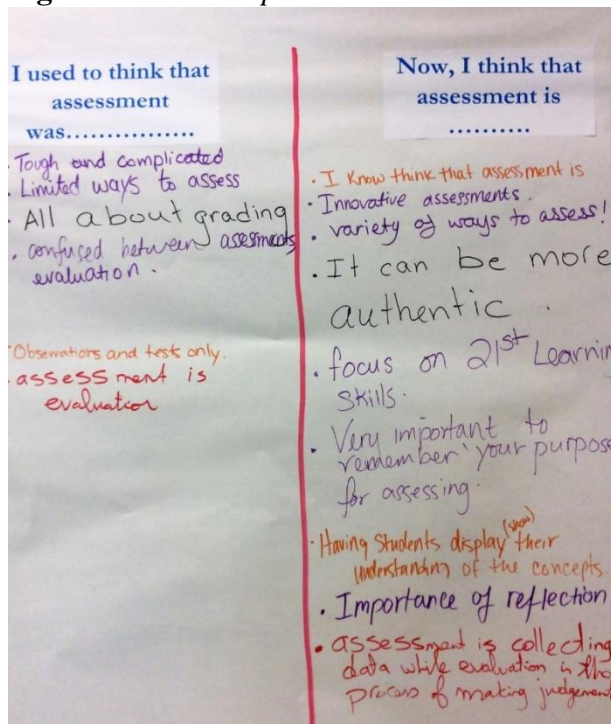 I used to think that
assessment
was................
Tough and complicated
. Limited ways to assess
. All about grading
. confused between asesments
evaluation.
Observations and tests only.
. assessment is
evaluation
Now, I think that
assessment is
..........
. I Know think that assessment is
. Innovative assessments.
. variety of ways to assess!
. It can be more
authentic.
. focus on 21st Learnin
skills.
. Very important to
remember your purpose
for assessing.
. Having Students display (show) their
understanding of the concepts.
. Importance of reflection
. assessment is collecting
data while evaluation is the
process of making judgement